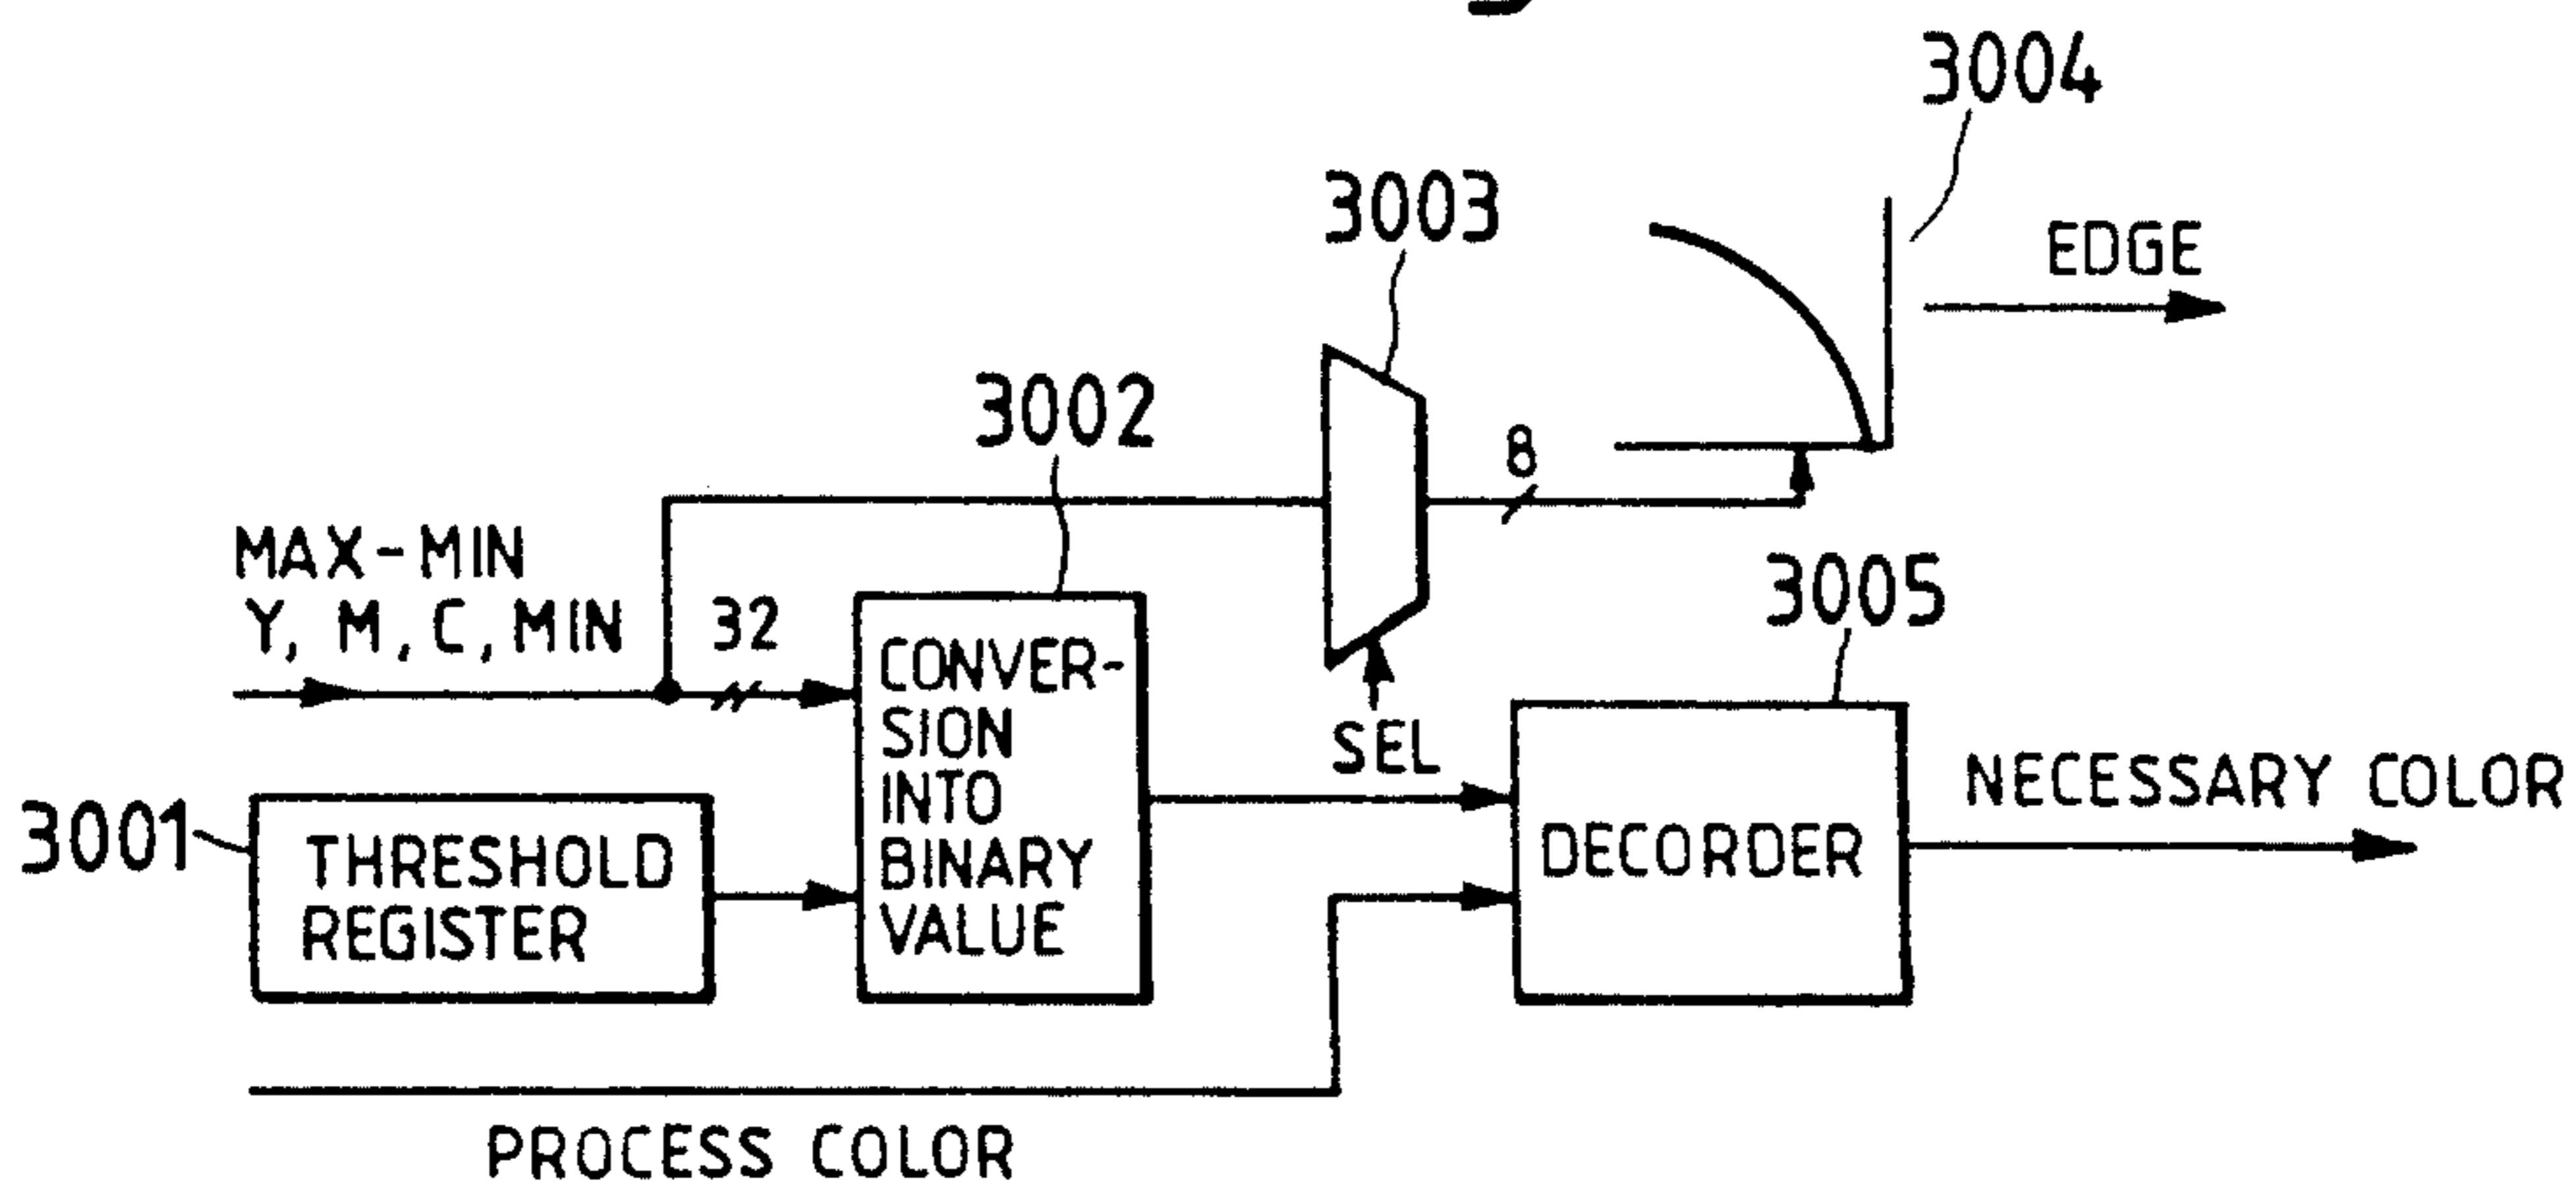 3004
3003
EDGE
3002
8
MAX-MIN
Y, M, C, MIN
32
3005
CONVER-
SION
INTO
BINARY
VALUE
SEL
NECESSARY COLOR
3001
THRESHOLD
REGISTER
DECORDER
PROCESS COLOR